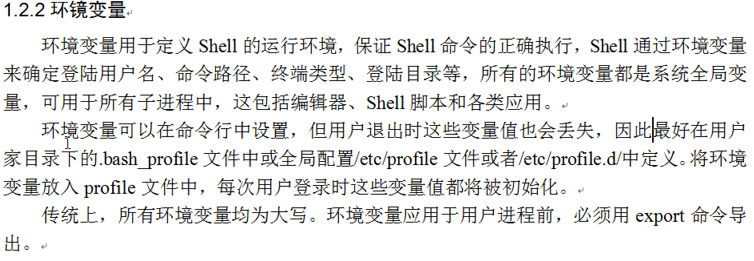 1.2.2 环镜变量
环境变量用于定义 Shell 的运行环境，保证 Shell 命令的正确执行，Shell 通过环境变量
来确定登陆用户名、命令路径、终端类型、登陆目录等，所有的环境变量都是系统全局变
量，可用于所有子进程中，这包括编辑器、Shell 脚本和各类应用。
环境变量可以在命令行中设置，但用户退出时这些变量值也会丢失，因此最好在用户
家目录下的.bash_profile 文件中或全局配置/etc/profile 文件或者/etc/profile.d/中定义。将环境
变量放入 profile 文件中，每次用户登录时这些变量值都将被初始化。
传统上，所有环境变量均为大写。环境变量应用于用户进程前，必须用 export 命令导
出。